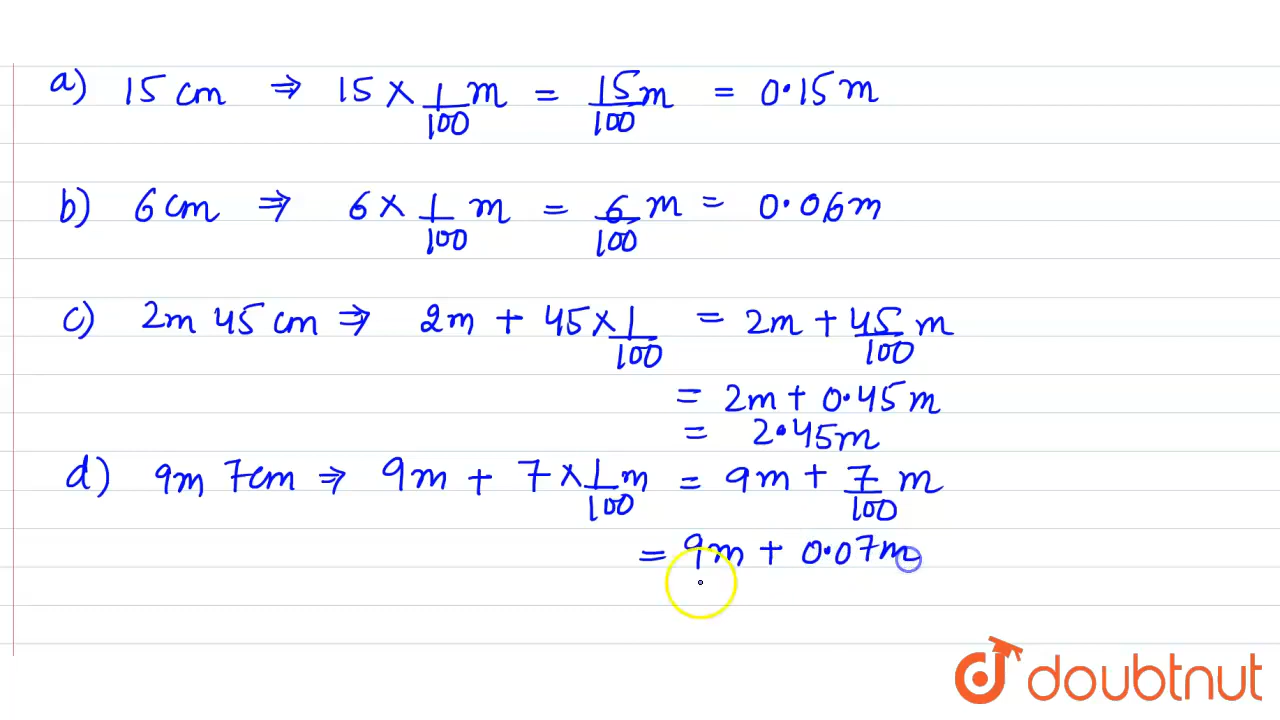 a) 15 cm ⇒ 15 × 1/100 m = 15/100 m = 0.15 m
b) 6 cm ⇒ 6 × 1/100 m = 6/100 m = 0.06 m
c) 2m 45 cm ⇒ 2m + 45 × 1/100 = 2m + 45/100 m
= 2m + 0.45 m
= 2.45 m
d) 9m 7cm ⇒ 9m + 7 × 1/100 m = 9m + 7/100 m
= 9m + 0.07 m
doubtnut